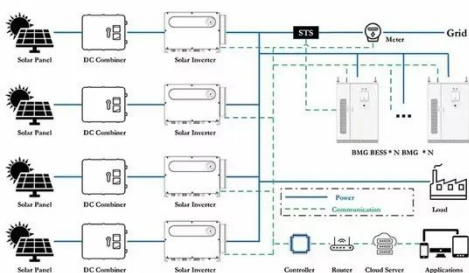 STS
Meter
Grid
Solar Panel DC Combiner Solar Inverter
Solar Panel DC Combiner Solar Inverter
BMG BESS * N BMG * N
Solar Panel DC Combiner Solar Inverter
Power
Communication
Load
Solar Panel DC Combiner Solar Inverter
Controller Router Cloud Server Applications